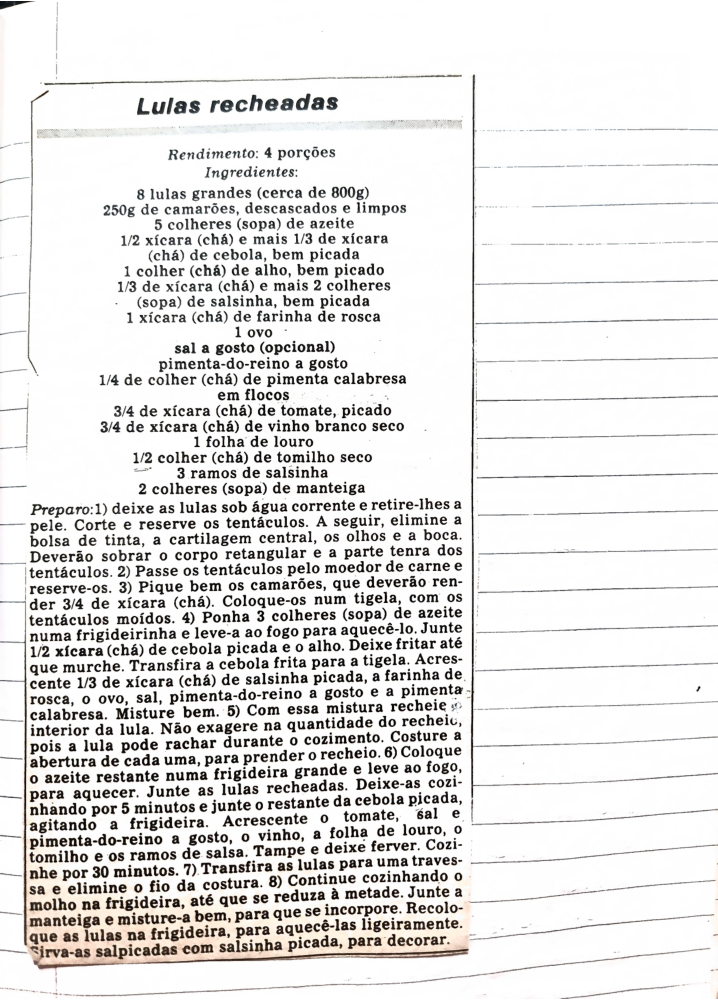 Lulas recheadas
Rendimento: 4 porções
Ingredientes:
8 lulas grandes (cerca de 800g)
250g de camarões, descascados e limpos
5 colheres (sopa) de azeite
1/2 xícara (chá) e mais 1/3 de xícara
(chá) de cebola, bem picada
1 colher (chá) de alho, bem picado
1/3 de xícara (chá) e mais 2 colheres
(sopa) de salsinha, bem picada
1 xícara (chá) de farinha de rosca
1 ovo
sal a gosto (opcional)
pimenta-do-reino a gosto
1/4 de colher (chá) de pimenta calabresa
em flocos
3/4 de xícara (chá) de tomate, picado
3/4 de xícara (chá) de vinho branco seco
1 folha de louro
1/2 colher (chá) de tomilho seco
3 ramos de salsinha
2 colheres (sopa) de manteiga
Preparo:1) deixe as lulas sob água corrente e retire-lhes a
pele. Corte e reserve os tentáculos. A seguir, elimine a
bolsa de tinta, a cartilagem central, os olhos e a boca.
Deverão sobrar o corpo retangular e a parte tenra dos
tentáculos. 2) Passe os tentáculos pelo moedor de carne e
reserve-os. 3) Pique bem os camarões, que deverão ren-
der 3/4 de xícara (chá). Coloque-os num tigela, com os
tentáculos moídos. 4) Ponha 3 colheres (sopa) de azeite
numa frigideirinha e leve-a ao fogo para aquecê-lo. Junte
1/2 xícara (chá) de cebola picada e o alho. Deixe fritar até
que murche. Transfira a cebola frita para a tigela. Acres-
cente 1/3 de xícara (chá) de salsinha picada, a farinha de
rosca, o ovo, sal, pimenta-do-reino a gosto e a pimenta
calabresa. Misture bem. 5) Com essa mistura recheie
interior da lula. Não exagere na quantidade do recheio,
pois a lula pode rachar durante o cozimento. Costure a
abertura de cada uma, para prender o recheio. 6) Coloque
o azeite restante numa frigideira grande e leve ao fogo,
para aquecer. Junte as lulas recheadas. Deixe-as cozi-
nhando por 5 minutos e junte o restante da cebola picada,
agitando a frigideira. Acrescente o tomate, sal e
pimenta-do-reino a gosto, o vinho, a folha de louro, o
tomilho e os ramos de salsa. Tampe e deixe ferver. Cozi-
nhe por 30 minutos. 7) Transfira as lulas para uma traves-
sa e elimine o fio da costura. 8) Continue cozinhando o
molho na frigideira, até que se reduza à metade. Junte a
manteiga e misture-a bem, para que se incorpore. Recolo-
que as lulas na frigideira, para aquecê-las ligeiramente.
Sirva-as salpicadas com salsinha picada, para decorar.